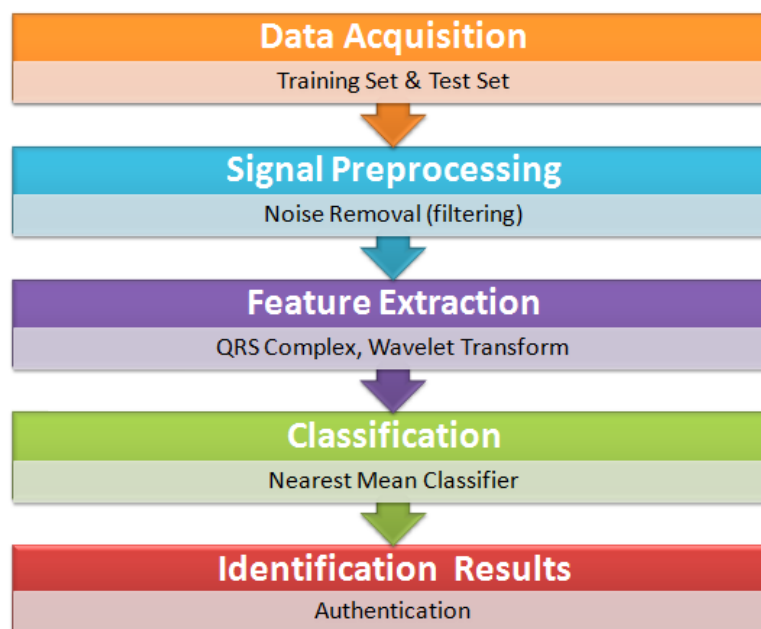 Data Acquisition
Training Set & Test Set
Signal Preprocessing
Noise Removal (filtering)
Feature Extraction
QRS Complex, Wavelet Transform
Classification
Nearest Mean Classifier
Identification Results
Authentication